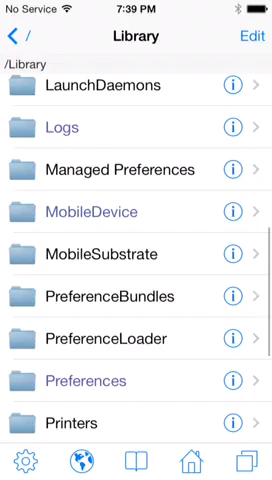 No Service 7:39 PM
/ Library Edit
/Library
LaunchDaemons
Logs
Managed Preferences
MobileDevice
MobileSubstrate
PreferenceBundles
PreferenceLoader
Preferences
Printers